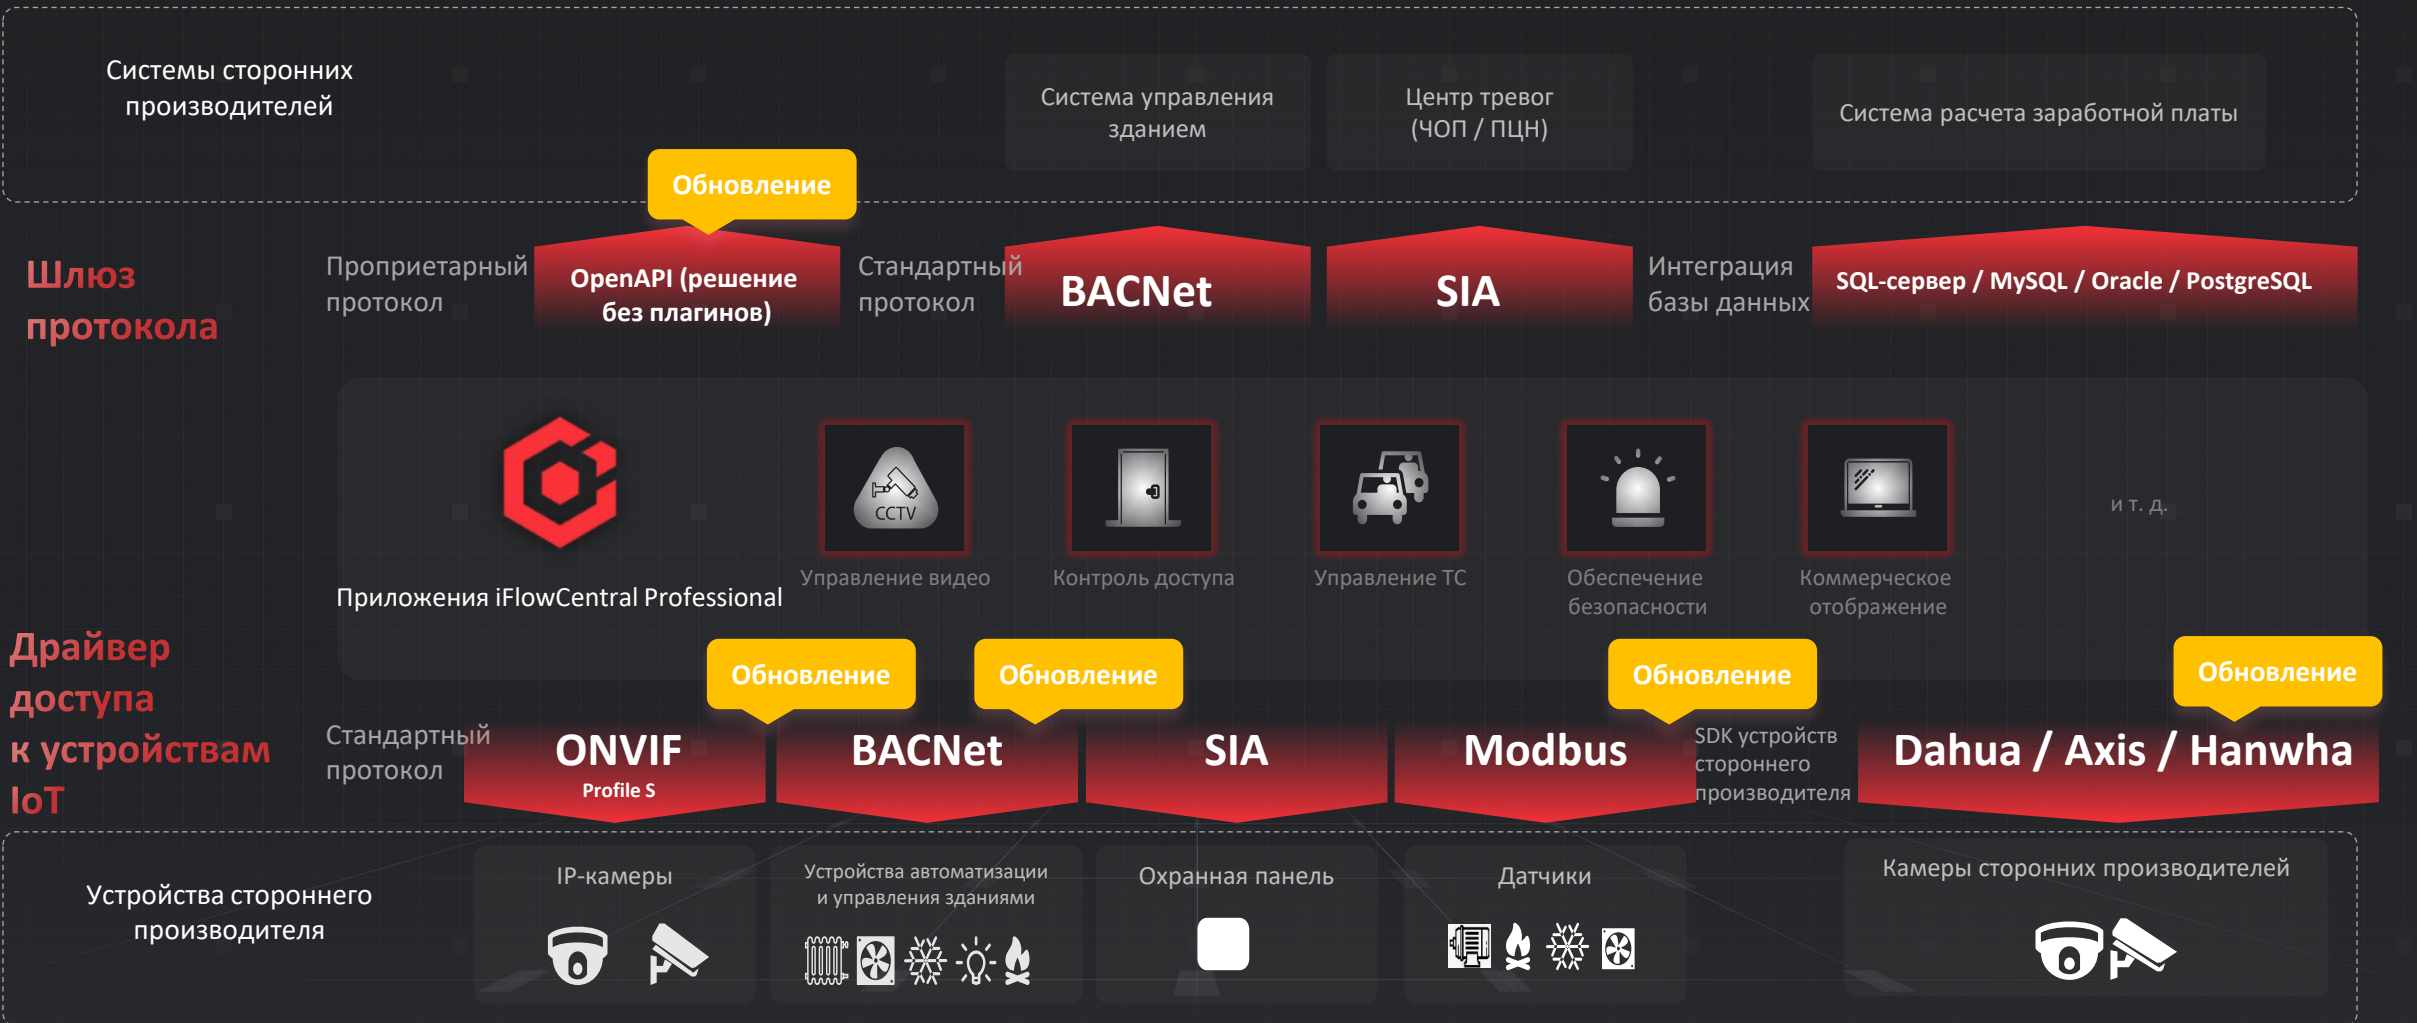 Системы сторонних
производителей
Система управления
зданием
Центр тревог
(ЧОП / ПЦН)
Система расчета заработной платы
Обновление
Шлюз
протокола
Проприетарный
протокол
OpenAPI (решение
без плагинов)
Стандартный
протокол
BACNet
SIA
Интеграция
базы данных
SQL-сервер / MySQL / Oracle / PostgreSQL
Приложения iFlowCentral Professional
CCTV
Управление видео
Контроль доступа
Управление ТС
Обеспечение
безопасности
Коммерческое
отображение
и т. д.
Драйвер
доступа
к устройствам
IoT
Обновление
Обновление
Обновление
Обновление
Стандартный
протокол
ONVIF
Profile S
BACNet
SIA
Modbus
SDK устройств
стороннего
производителя
Dahua / Axis / Hanwha
Устройства стороннего
производителя
IP-камеры
Устройства автоматизации
и управления зданиями
Охранная панель
Датчики
Камеры сторонних производителей